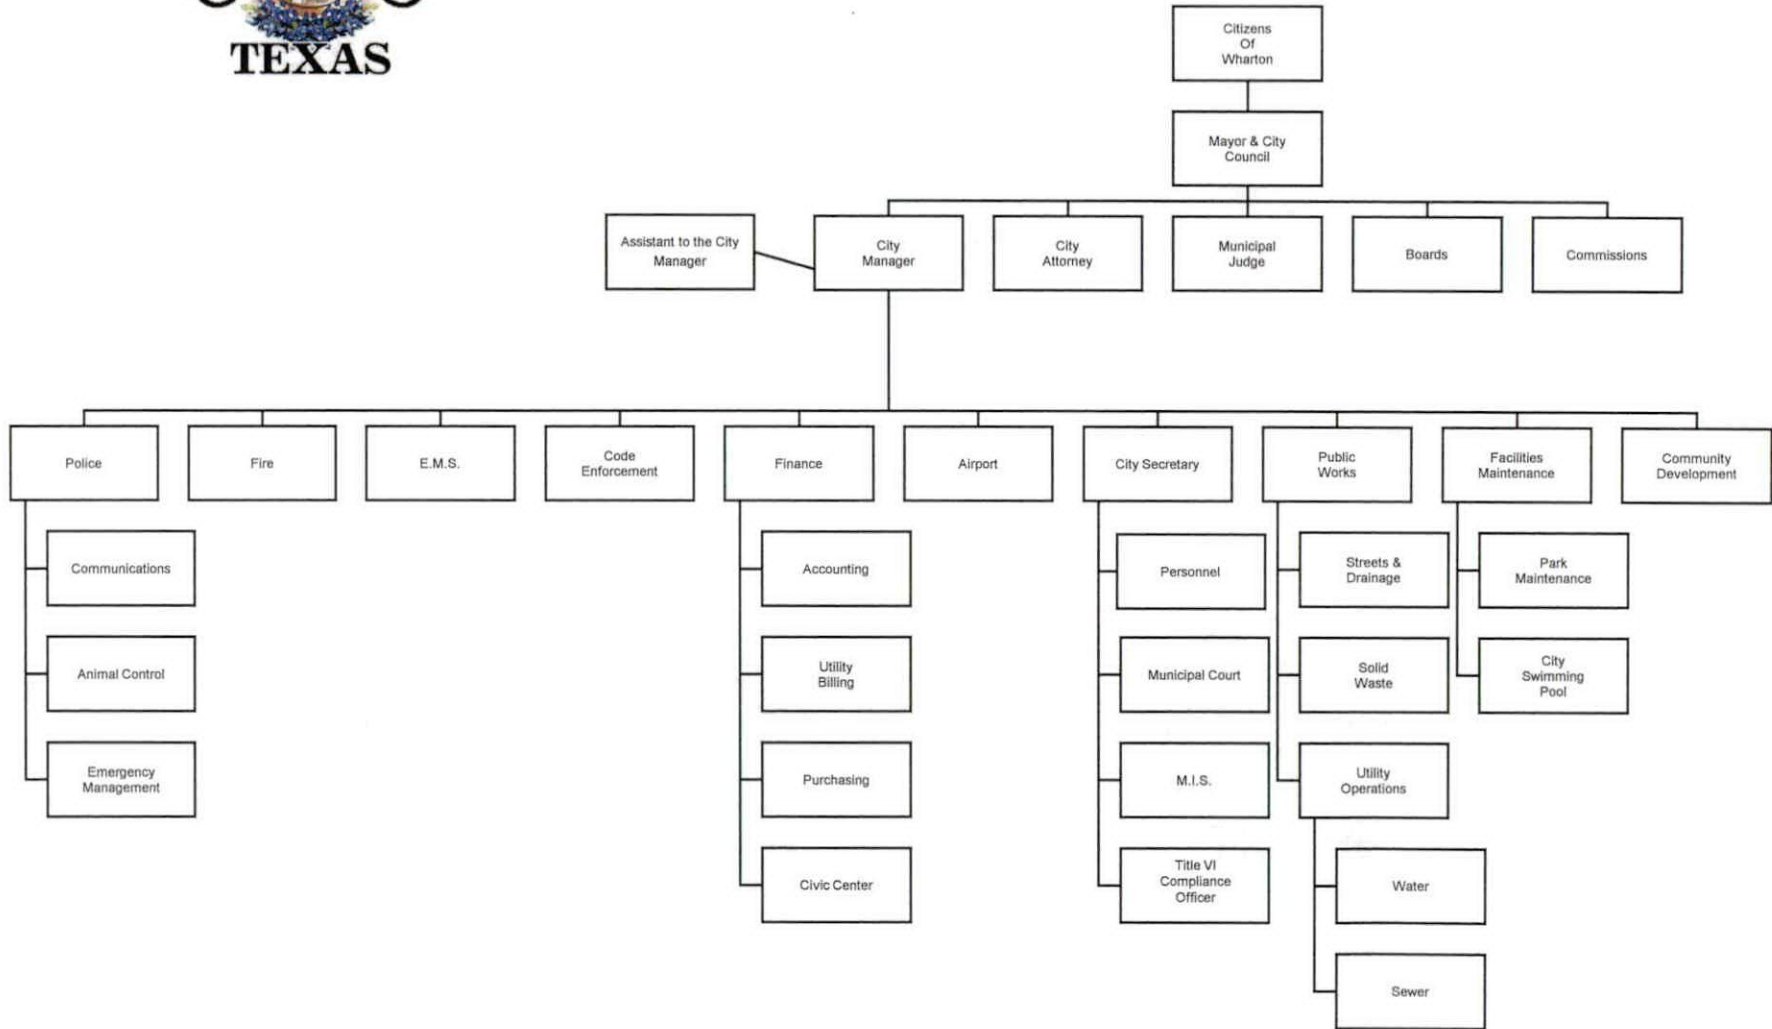 TEXAS
Citizens
Of
Wharton
Mayor & City
Council
Assistant to the City
Manager
City
Manager
City
Attorney
Municipal
Judge
Boards
Commissions
Police
Fire
E.M.S.
Code
Enforcement
Finance
Airport
City Secretary
Public
Works
Facilities
Maintenance
Community
Development
Communications
Animal Control
Emergency
Management
Accounting
Utility
Billing
Purchasing
Civic Center
Personnel
Municipal Court
M.I.S.
Title VI
Compliance
Officer
Streets &
Drainage
Solid
Waste
Utility
Operations
Water
Sewer
Park
Maintenance
City
Swimming
Pool